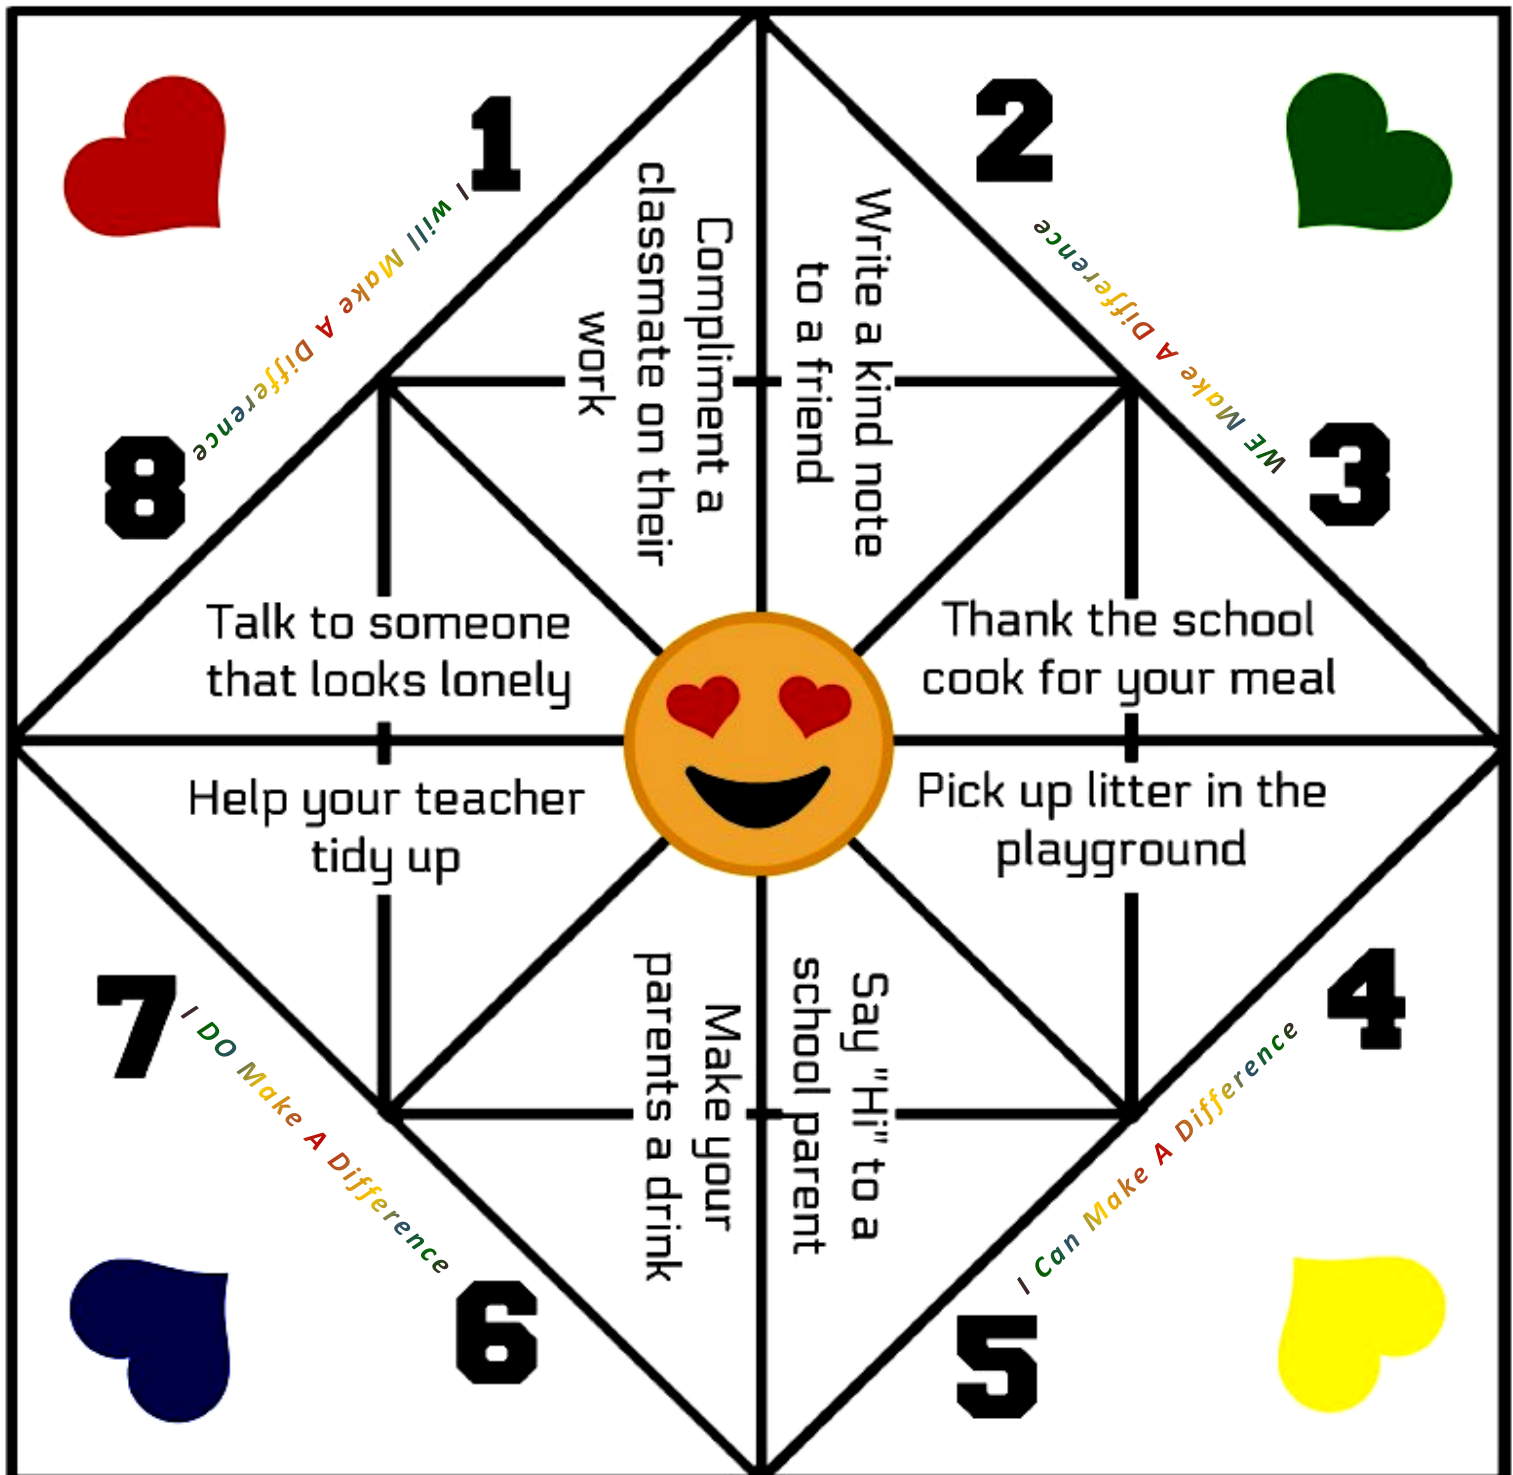 1
2
I will Make A Difference
WE Make A Difference
8
3
Compliment a
classmate on their
work
Write a kind note
to a friend
Talk to someone
that looks lonely
Thank the school
cook for your meal
Help your teacher
tidy up
Pick up litter in the
playground
7
4
I DO Make A Difference
I Can Make A Difference
Make your
parents a drink
Say "Hi" to a
school parent
6
5